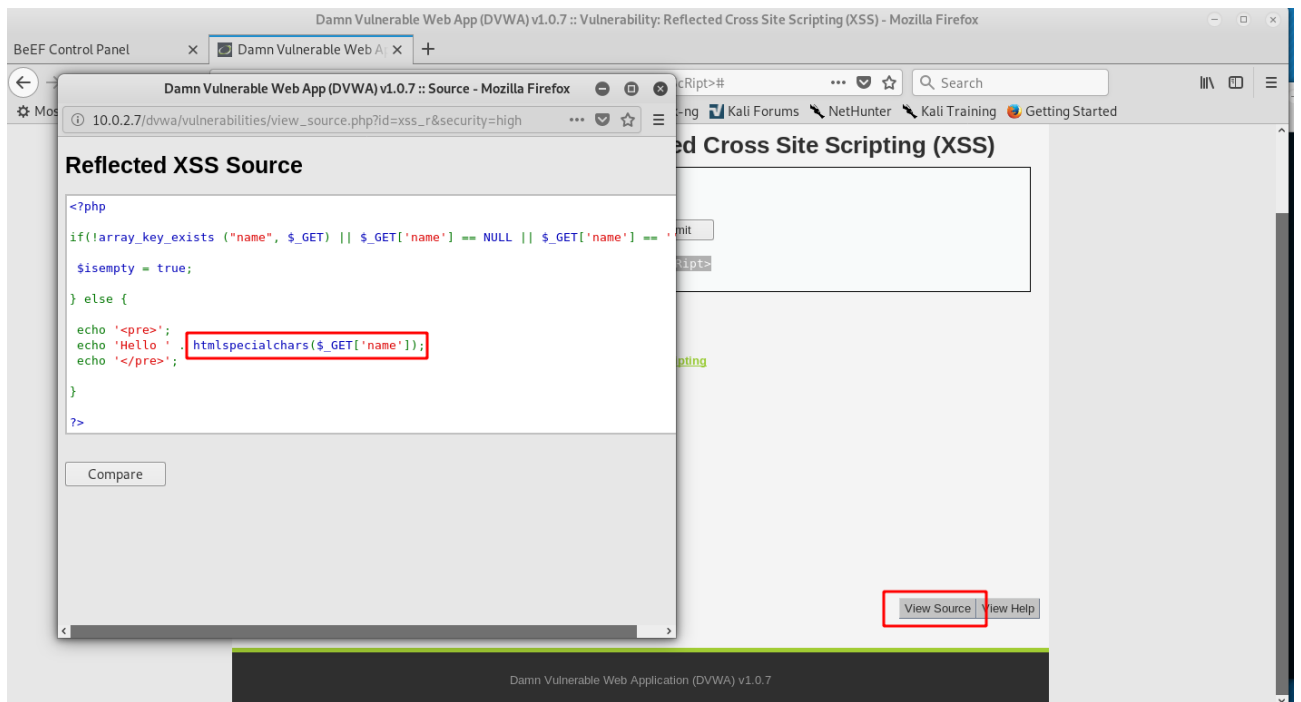 Damn Vulnerable Web App (DVWA) v1.0.7 :: Vulnerability: Reflected Cross Site Scripting (XSS) - Mozilla Firefox
BeEF Control Panel
Damn Vulnerable Web A
Damn Vulnerable Web App (DVWA) v1.0.7 :: Source - Mozilla Firefox
cRipt>#
Search
Mos
-ng
Kali Forums
NetHunter
Kali Training
Getting Started
10.0.2.7/dvwa/vulnerabilities/view_source.php?id=xss_r&security=high
ed Cross Site Scripting (XSS)
Reflected XSS Source
<?php
if(!array_key_exists ("name", $_GET) || $_GET['name'] == NULL || $_GET['name'] == '
mit
$isempty = true;
Ript>
} else {
echo '<pre>';
echo 'Hello ' . htmlspecialchars($_GET['name']);
echo '</pre>';
ipting
}
?>
Compare
View Source
View Help
Damn Vulnerable Web Application (DVWA) v1.0.7